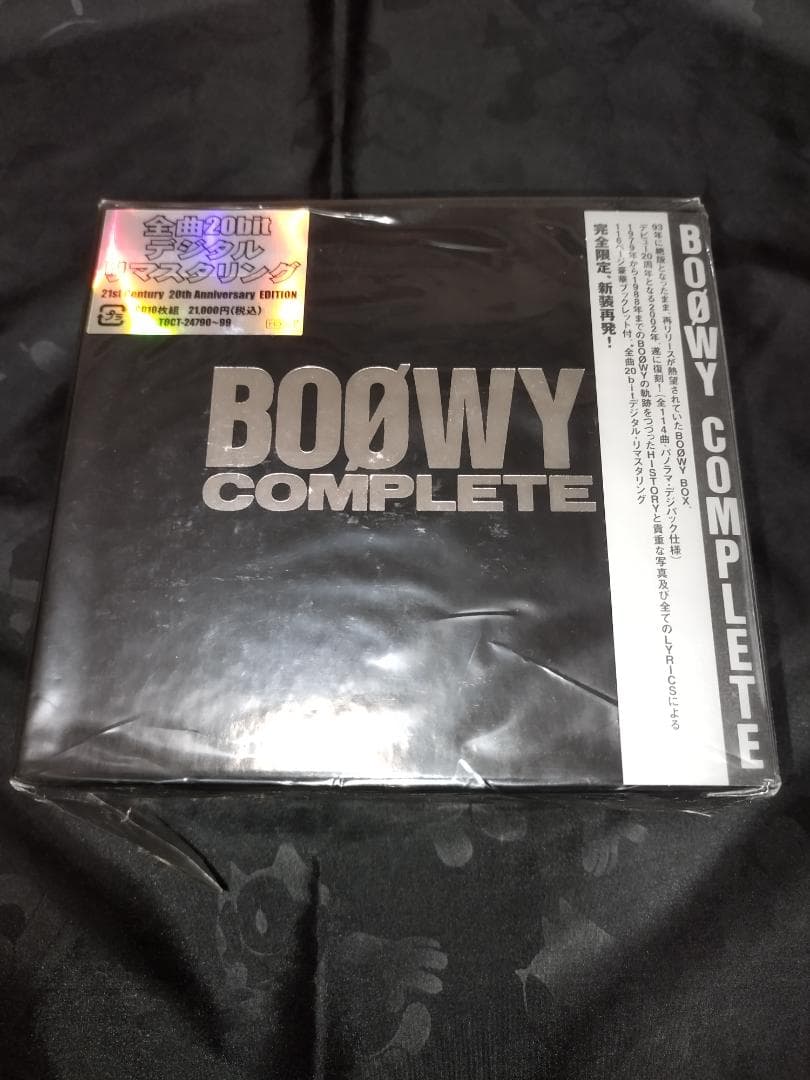 全曲20bit
デジタル
リマスタリング
21st Century 20th Anniversary EDITION
CD10枚組 21,000円(税込)
TOCT-24790~99
BOØWY
COMPLETE
BOØWY COMPLETE
93年に絶版となったまま、再リリースが熱望されていたBOØWY BOX、
デビュー20周年となる2002年、遂に復刻!(全114曲、パノラマ・デジパック仕様)
1979年から1988年までのBOØWYの軌跡をつづったHISTORYと貴重な写真及び全てのLYRICSによる
116ページ豪華ブックレット付。全曲20bitデジタル・リマスタリング
完全限定、新装再発!